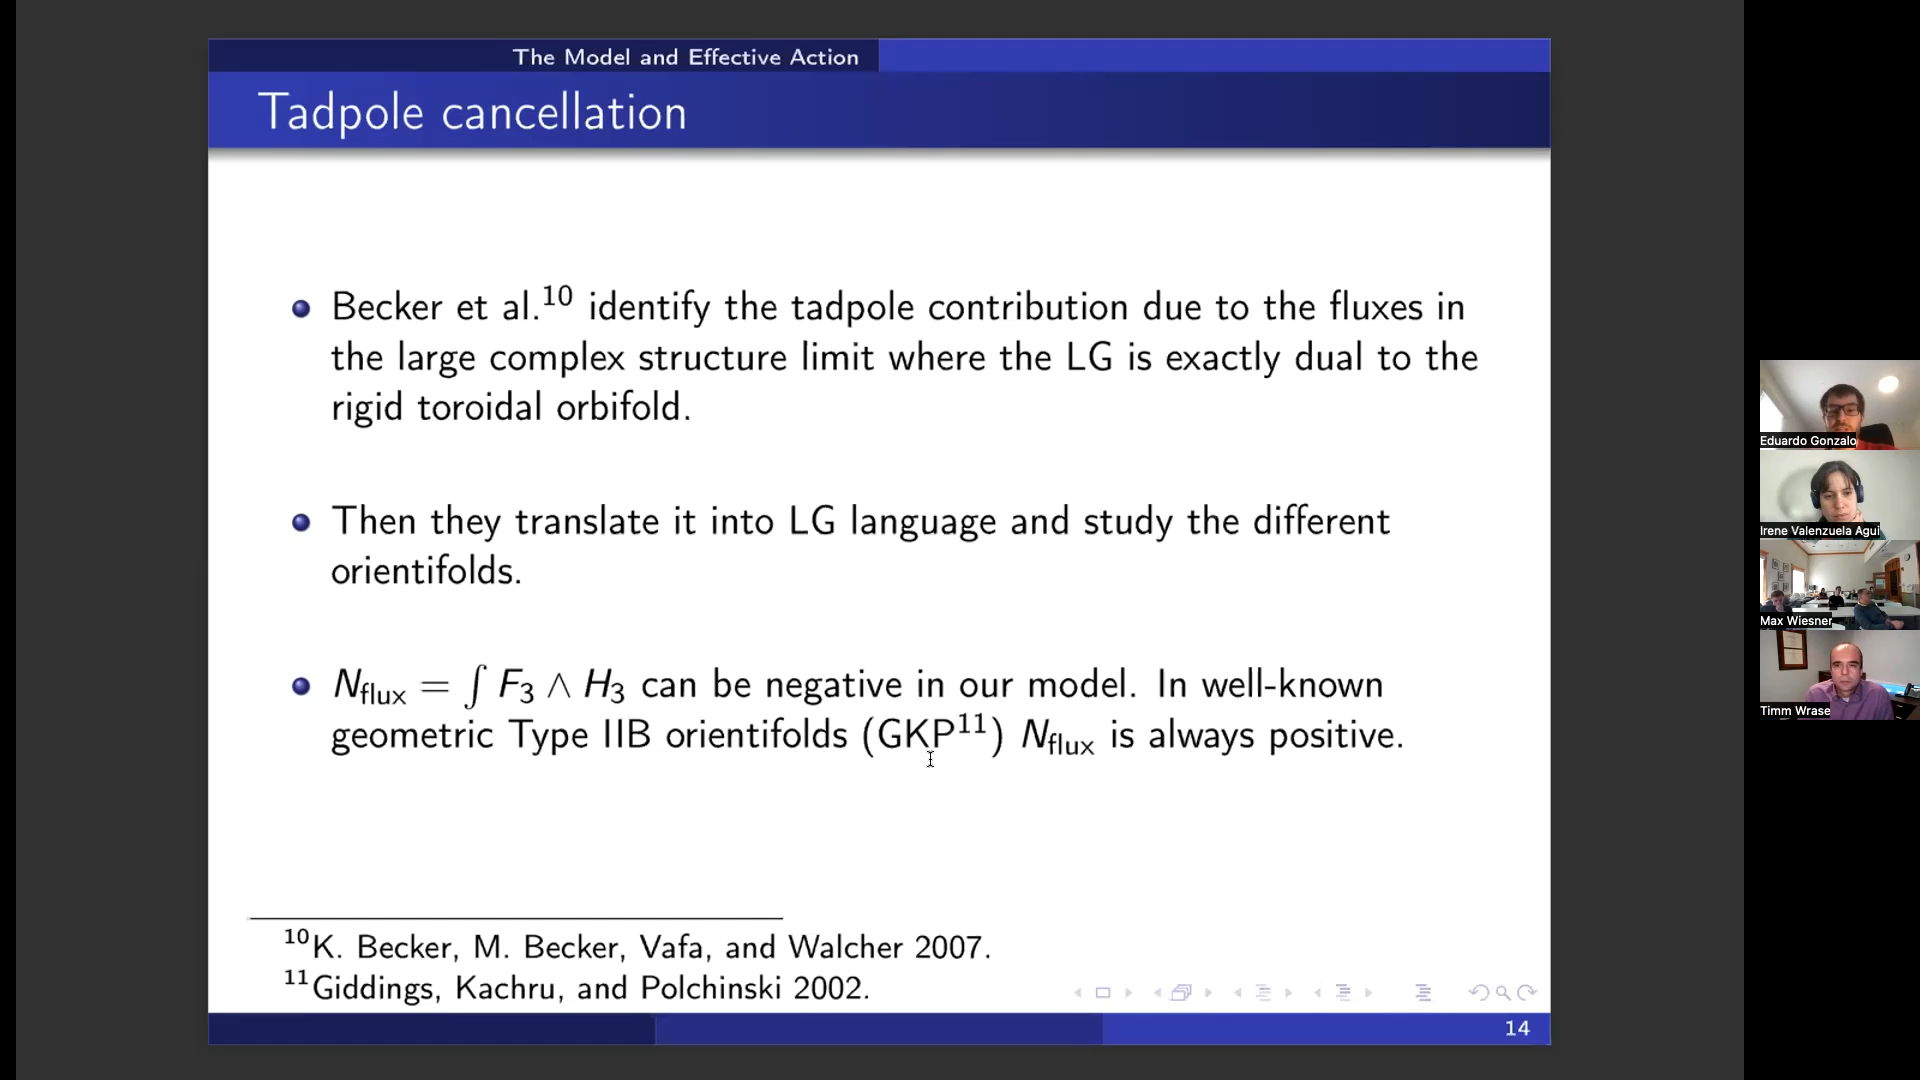 The Model and Effective Action
Tadpole cancellation
Becker et al.¹⁰ identify the tadpole contribution due to the fluxes in
the large complex structure limit where the LG is exactly dual to the
rigid toroidal orbifold.
Then they translate it into LG language and study the different
orientifolds.
N_flux = ∫ F₃ ∧ H₃ can be negative in our model. In well-known
geometric Type IIB orientifolds (GKP¹¹) N_flux is always positive.
¹⁰K. Becker, M. Becker, Vafa, and Walcher 2007.
¹¹Giddings, Kachru, and Polchinski 2002.
14
Eduardo Gonzalo
Irene Valenzuela Agui
Max Wiesner
Timm Wrase